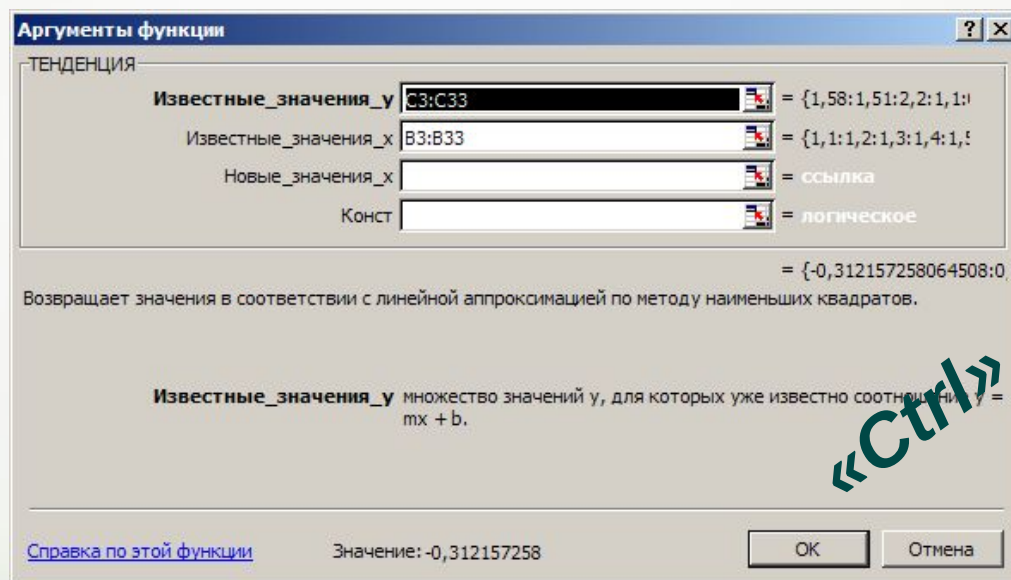 Аргументы функции
ТЕНДЕНЦИЯ
Известные_значения_y C3:C33 = {1,58:1,51:2,2:1,1:
Известные_значения_x B3:B33 = {1,1:1,2:1,3:1,4:1,5
Новые_значения_x = ссылка
Конст = логическое
= {-0,312157258064508:0,
Возвращает значения в соответствии с линейной аппроксимацией по методу наименьших квадратов.
Известные_значения_y множество значений y, для которых уже известно соотношение y =
mx + b.
«Ctrl»
Справка по этой функции Значение: -0,312157258 OK Отмена